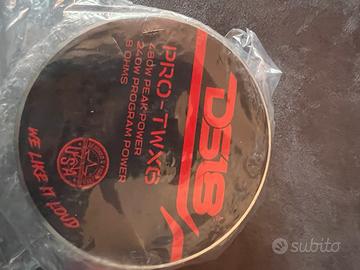 DS18
PRO-TWX5
480W PEAK POWER
240W PROGRAM POWER
8 OHMS
WE LIKE IT LOUD
subito